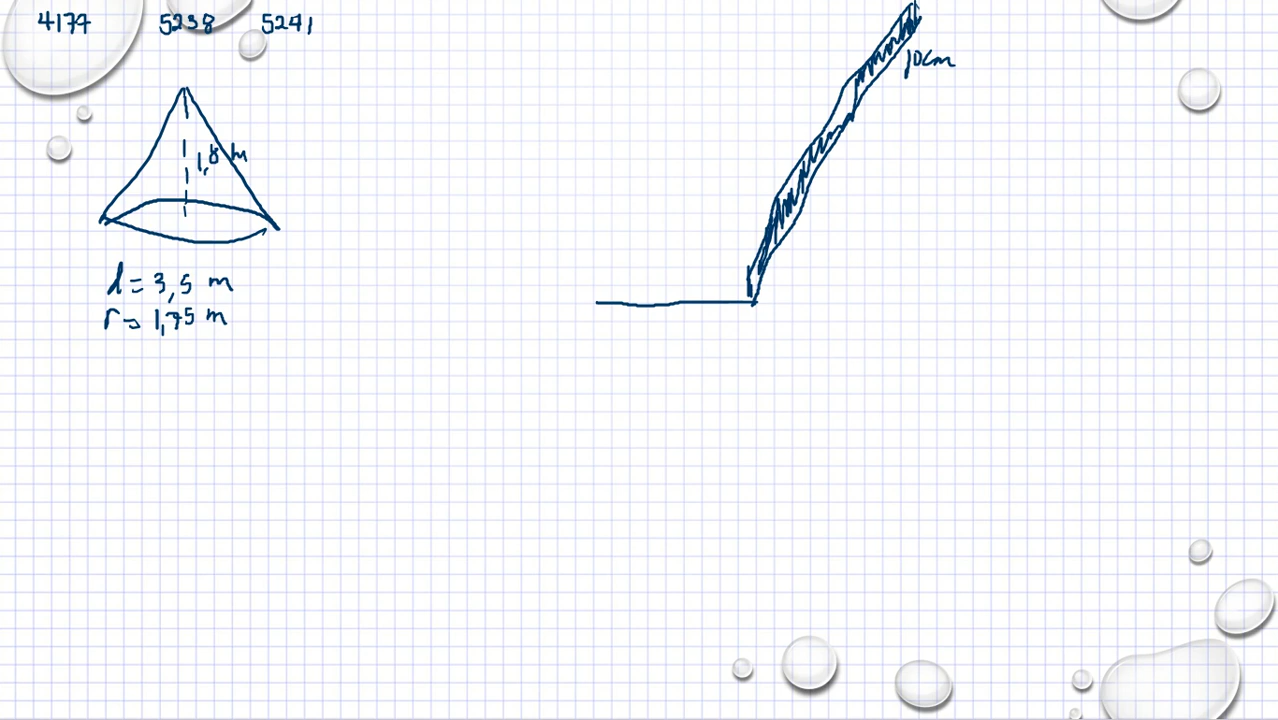 4174 5238 5241
10cm
1,8 m
d = 3,5 m
r = 1,75 m